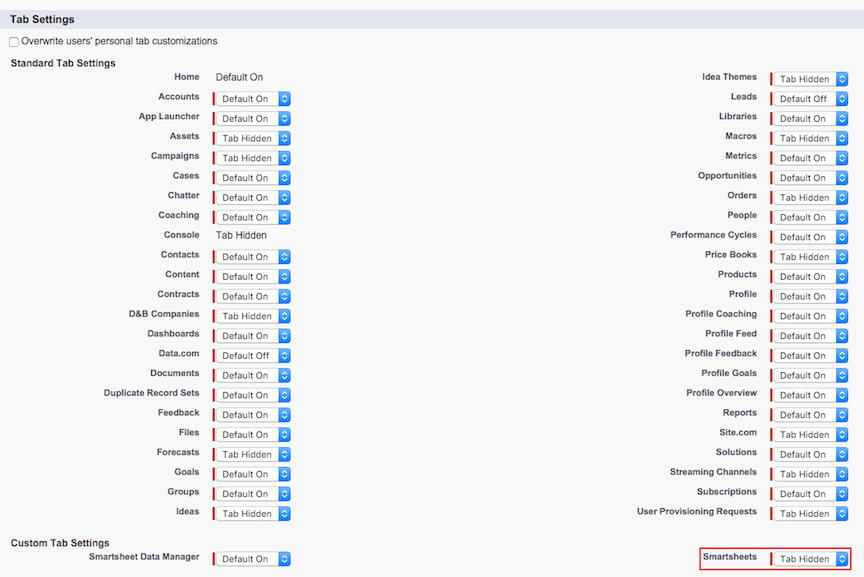 Tab Settings
Overwrite users' personal tab customizations
Standard Tab Settings
Home Default On
Accounts Default On
App Launcher Default On
Assets Tab Hidden
Campaigns Tab Hidden
Cases Default On
Chatter Default On
Coaching Default On
Console Tab Hidden
Contacts Default On
Content Default On
Contracts Default On
D&B Companies Tab Hidden
Dashboards Default On
Data.com Default Off
Documents Default On
Duplicate Record Sets Default On
Feedback Default On
Files Default On
Forecasts Tab Hidden
Goals Default On
Groups Default On
Ideas Tab Hidden
Idea Themes Tab Hidden
Leads Default Off
Libraries Default On
Macros Tab Hidden
Metrics Default On
Opportunities Default On
Orders Tab Hidden
People Default On
Performance Cycles Default On
Price Books Tab Hidden
Products Default On
Profile Default On
Profile Coaching Default On
Profile Feed Default On
Profile Feedback Default On
Profile Goals Default On
Profile Overview Default On
Reports Default On
Site.com Tab Hidden
Solutions Default On
Streaming Channels Tab Hidden
Subscriptions Default On
User Provisioning Requests Tab Hidden
Custom Tab Settings
Smartsheet Data Manager Default On
Smartsheets Tab Hidden